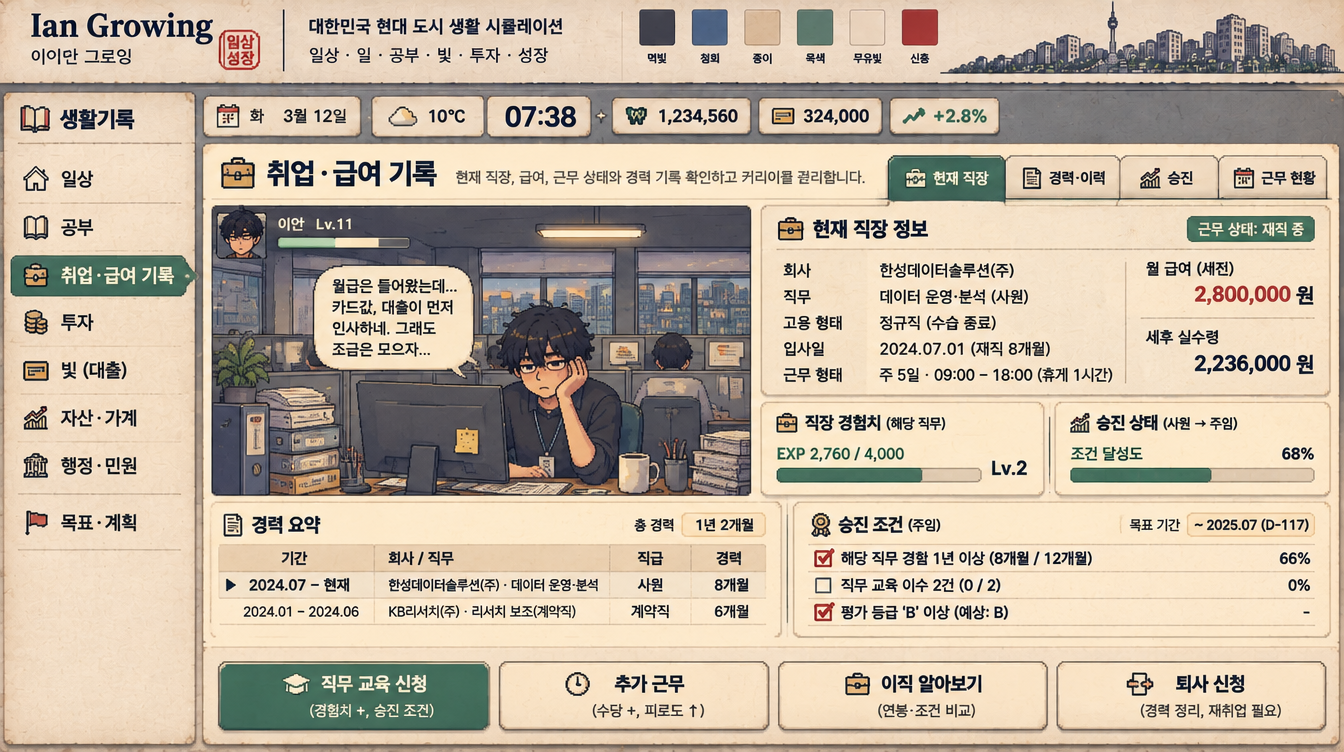 Ian Growing
이이만 그로잉
일삼
성장
대한민국 현대 도시 생활 시뮬레이션
일상 · 일 · 공부 · 빛 · 투자 · 성장
먹빛
청회
종이
옥색
무유빛
신홍
생활기록
일상
공부
취업·급여 기록
투자
빚 (대출)
자산·가계
행정·민원
목표·계획
화 3월 12일
10℃
07:38
₩ 1,234,560
324,000
+2.8%
취업·급여 기록
현재 직장, 급여, 근무 상태와 경력 기록 확인하고 커리이를 관리합니다.
현재 직장
경력·이력
승진
근무 현황
이안 Lv.11
월급은 들어왔는데...
카드값, 대출이 먼저
인사하네. 그래도
조급은 모으자...
현재 직장 정보
근무 상태: 재직 중
회사 한성데이터솔루션(주)
직무 데이터 운영·분석 (사원)
고용 형태 정규직 (수습 종료)
입사일 2024.07.01 (재직 8개월)
근무 형태 주 5일 · 09:00 – 18:00 (휴게 1시간)
월 급여 (세전)
2,800,000 원
세후 실수령
2,236,000 원
직장 경험치 (해당 직무)
EXP 2,760 / 4,000
Lv.2
승진 상태 (사원 → 주임)
조건 달성도 68%
경력 요약
총 경력 1년 2개월
기간 회사 / 직무 직급 경력
▶ 2024.07 – 현재 한성데이터솔루션(주) · 데이터 운영·분석 사원 8개월
2024.01 – 2024.06 KB리서치(주) · 리서치 보조(계약직) 계약직 6개월
승진 조건 (주임)
목표 기간 ~ 2025.07 (D-117)
해당 직무 경험 1년 이상 (8개월 / 12개월) 66%
직무 교육 이수 2건 (0 / 2) 0%
평가 등급 'B' 이상 (예상: B) –
직무 교육 신청
(경험치 +, 승진 조건)
추가 근무
(수당 +, 피로도 ↑)
이직 알아보기
(연봉·조건 비교)
퇴사 신청
(경력 정리, 재취업 필요)